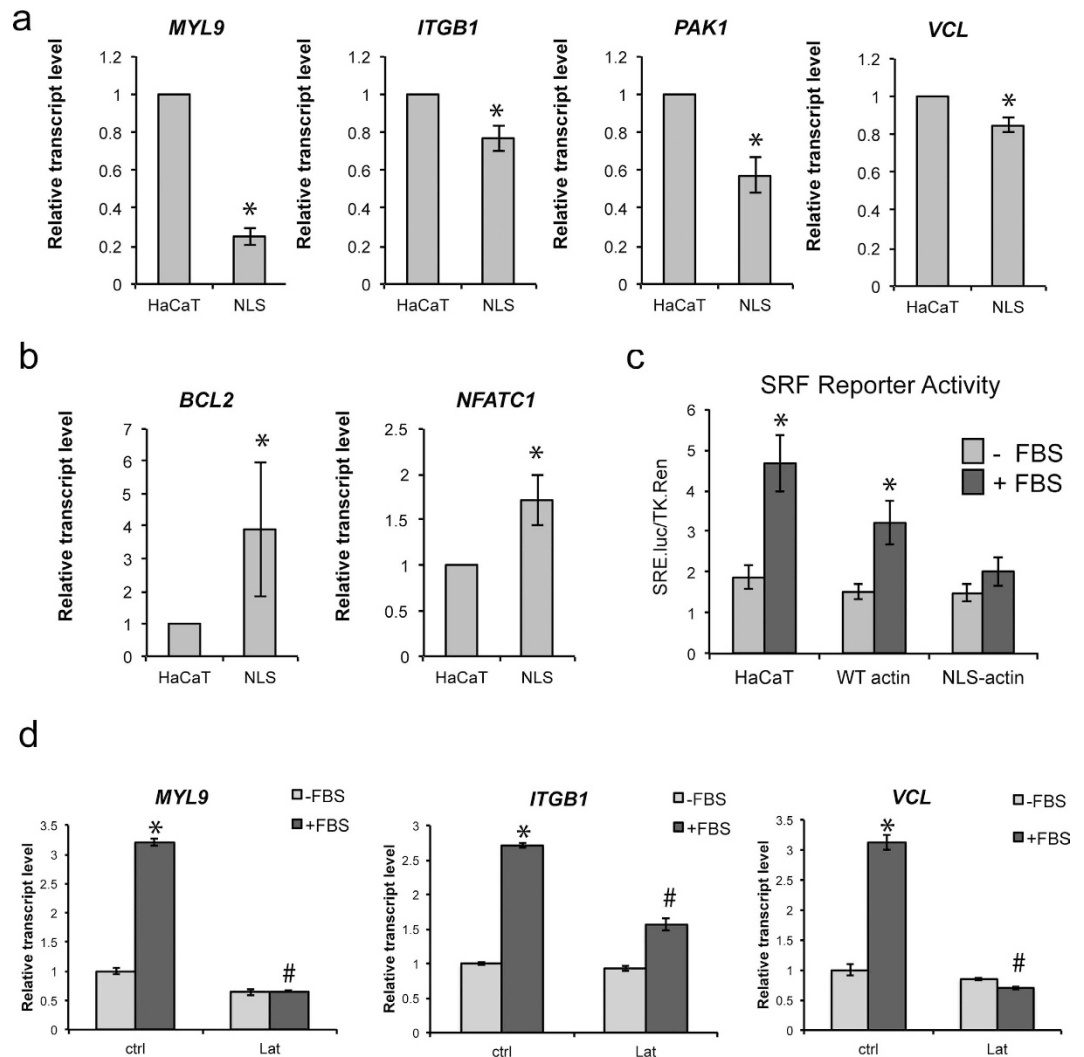 a
MYL9
Relative transcript level
1.2
1
0.8
0.6
0.4
0.2
0
*
HaCaT NLS
ITGB1
Relative transcript level
1.2
1
0.8
0.6
0.4
0.2
0
*
HaCaT NLS
PAK1
Relative transcript level
1.2
1
0.8
0.6
0.4
0.2
0
*
HaCaT NLS
VCL
Relative transcript level
1.2
1
0.8
0.6
0.4
0.2
0
*
HaCaT NLS
b
BCL2
Relative transcript level
7
6
5
4
3
2
1
0
*
HaCaT NLS
NFATC1
Relative transcript level
2.5
2
1.5
1
0.5
0
*
HaCaT NLS
c
SRF Reporter Activity
SRE.luc/TK.Ren
6
5
4
3
2
1
0
*
*
- FBS
+ FBS
HaCaT WT actin NLS-actin
d
MYL9
-FBS
+FBS
Relative transcript level
3.5
3
2.5
2
1.5
1
0.5
0
*
#
ctrl Lat
ITGB1
-FBS
+FBS
Relative transcript level
3
2.5
2
1.5
1
0.5
0
*
#
ctrl Lat
VCL
-FBS
+FBS
Relative transcript level
3.5
3
2.5
2
1.5
1
0.5
0
*
#
ctrl Lat